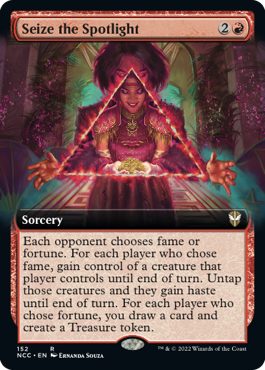 Seize the Spotlight 2
Sorcery
Each opponent chooses fame or
fortune. For each player who chose
fame, gain control of a creature that
player controls until end of turn. Untap
those creatures and they gain haste
until end of turn. For each player who
chose fortune, you draw a card and
create a Treasure token.
152 R
NCC • EN ERNANDA SOUZA
™ & © 2022 Wizards of the Coast